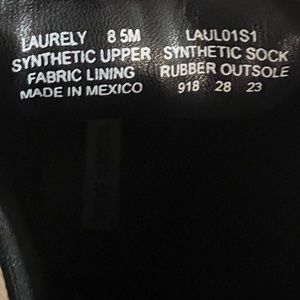 LAURELY 8 5M
SYNTHETIC UPPER
FABRIC LINING
MADE IN MEXICO
LAUL01S1
SYNTHETIC SOCK
RUBBER OUTSOLE
918 28 23